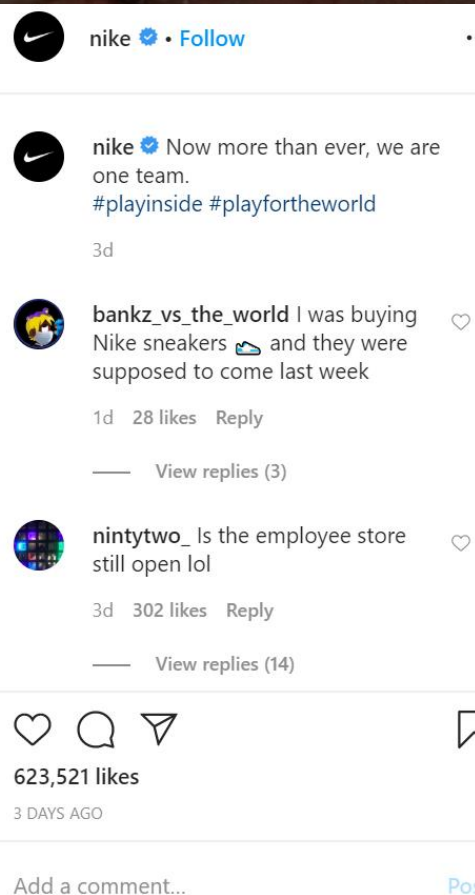 nike • Follow
nike Now more than ever, we are
one team.
#playinside #playfortheworld
3d
bankz_vs_the_world I was buying
Nike sneakers 👟 and they were
supposed to come last week
1d 28 likes Reply
View replies (3)
nintytwo_ Is the employee store
still open lol
3d 302 likes Reply
View replies (14)
623,521 likes
3 DAYS AGO
Add a comment...